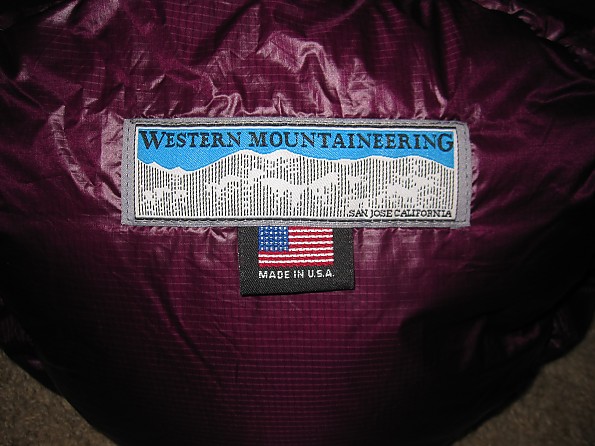 WESTERN MOUNTAINEERING
SAN JOSE CALIFORNIA
MADE IN U.S.A.